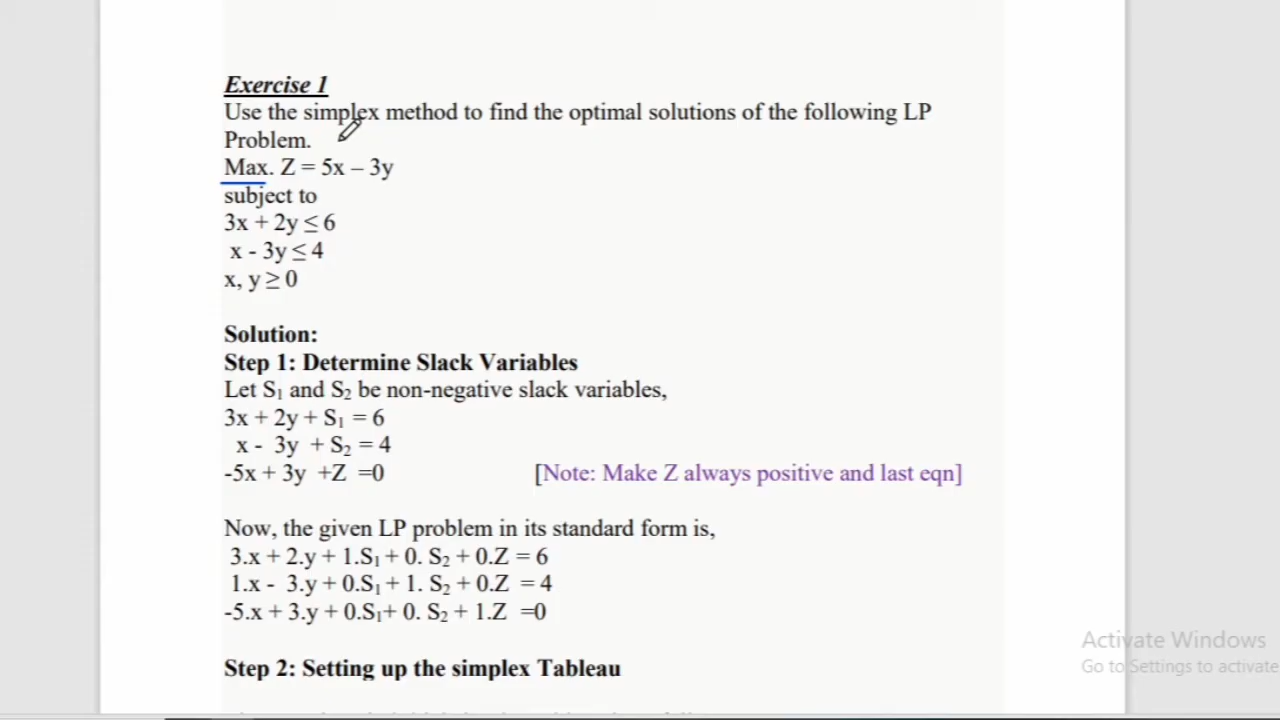 Exercise 1
Use the simplex method to find the optimal solutions of the following LP
Problem.
Max. Z = 5x – 3y
subject to
3x + 2y ≤ 6
x - 3y ≤ 4
x, y ≥ 0
Solution:
Step 1: Determine Slack Variables
Let S₁ and S₂ be non-negative slack variables,
3x + 2y + S₁ = 6
x - 3y + S₂ = 4
-5x + 3y +Z =0 [Note: Make Z always positive and last eqn]
Now, the given LP problem in its standard form is,
3.x + 2.y + 1.S₁ + 0. S₂ + 0.Z = 6
1.x - 3.y + 0.S₁ + 1. S₂ + 0.Z = 4
-5.x + 3.y + 0.S₁+ 0. S₂ + 1.Z =0
Step 2: Setting up the simplex Tableau
Activate Windows
Go to Settings to activate